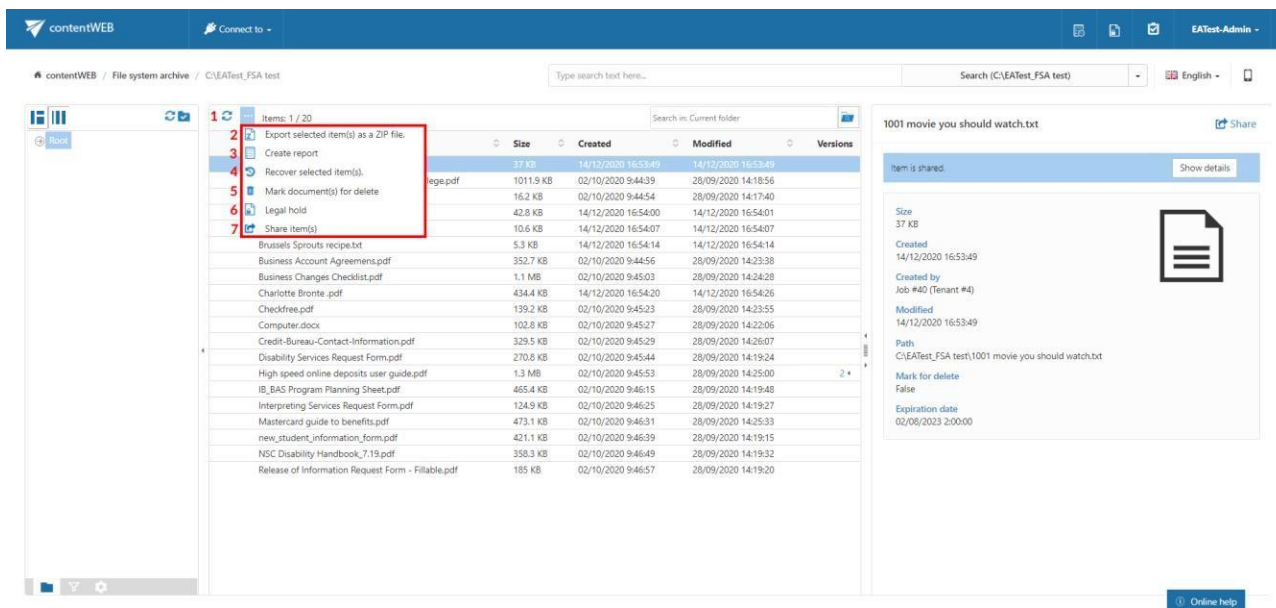 contentWEB
Connect to
EATest-Admin
contentWEB / File system archive / C:\EATest_FSA test
Type search text here...
Search (C:\EATest_FSA test)
English
1
Items: 1 / 20
Search in: Current folder
Root
2 Export selected item(s) as a ZIP file.
3 Create report
4 Recover selected item(s).
5 Mark document(s) for delete
6 Legal hold
7 Share item(s)
Size Created Modified Versions
37 KB 14/12/2020 16:53:49 14/12/2020 16:53:49
lege.pdf 1011.9 KB 02/10/2020 9:44:39 28/09/2020 14:18:56
16.2 KB 02/10/2020 9:44:54 28/09/2020 14:17:40
42.8 KB 14/12/2020 16:54:00 14/12/2020 16:54:01
10.6 KB 14/12/2020 16:54:07 14/12/2020 16:54:07
Brussels Sprouts recipe.txt 5.3 KB 14/12/2020 16:54:14 14/12/2020 16:54:14
Business Account Agreemens.pdf 352.7 KB 02/10/2020 9:44:56 28/09/2020 14:23:38
Business Changes Checklist.pdf 1.1 MB 02/10/2020 9:45:03 28/09/2020 14:24:28
Charlotte Bronte .pdf 434.4 KB 14/12/2020 16:54:20 14/12/2020 16:54:26
Checkfree.pdf 139.2 KB 02/10/2020 9:45:23 28/09/2020 14:23:55
Computer.docx 102.8 KB 02/10/2020 9:45:27 28/09/2020 14:22:06
Credit-Bureau-Contact-Information.pdf 329.5 KB 02/10/2020 9:45:29 28/09/2020 14:26:07
Disability Services Request Form.pdf 270.8 KB 02/10/2020 9:45:44 28/09/2020 14:19:24
High speed online deposits user guide.pdf 1.3 MB 02/10/2020 9:45:53 28/09/2020 14:25:00 2
IB_BAS Program Planning Sheet.pdf 465.4 KB 02/10/2020 9:46:15 28/09/2020 14:19:48
Interpreting Services Request Form.pdf 124.9 KB 02/10/2020 9:46:25 28/09/2020 14:19:27
Mastercard guide to benefits.pdf 473.1 KB 02/10/2020 9:46:31 28/09/2020 14:25:33
new_student_information_form.pdf 421.1 KB 02/10/2020 9:46:39 28/09/2020 14:19:15
NSC Disability Handbook_7.19.pdf 358.3 KB 02/10/2020 9:46:49 28/09/2020 14:19:32
Release of Information Request Form - Fillable.pdf 185 KB 02/10/2020 9:46:57 28/09/2020 14:19:20
1001 movie you should watch.txt
Share
Item is shared.
Show details
Size
37 KB
Created
14/12/2020 16:53:49
Created by
Job #40 (Tenant #4)
Modified
14/12/2020 16:53:49
Path
C:\EATest_FSA test\1001 movie you should watch.txt
Mark for delete
False
Expiration date
02/08/2023 2:00:00
Online help